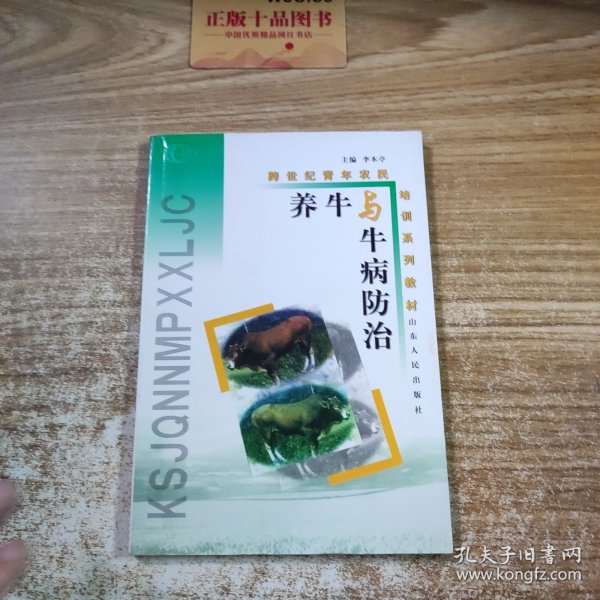 正版十品图书
中国优质精品网红书店
主编 李本亭
跨世纪青年农民
培训系列教材
养牛与
牛病防治
山东人民出版社
KSJQNNMPXXLJC
孔夫子旧书网
www.kongfz.com